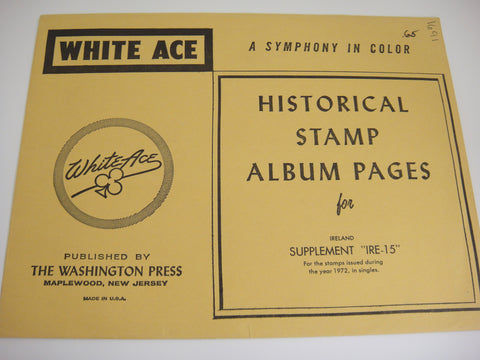 WHITE ACE
A SYMPHONY IN COLOR
.65
HISTORICAL
STAMP
ALBUM PAGES
for
IRELAND
SUPPLEMENT "IRE-15"
For the stamps issued during
the year 1972, in singles.
White Ace
PUBLISHED BY
THE WASHINGTON PRESS
MAPLEWOOD, NEW JERSEY
MADE IN U.S.A.